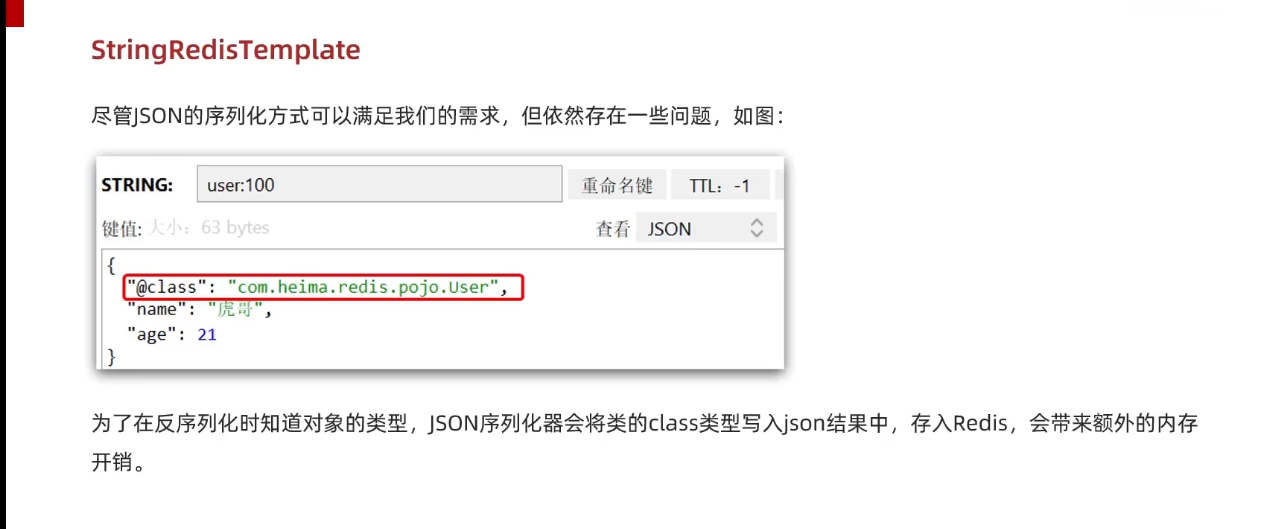 StringRedisTemplate
尽管JSON的序列化方式可以满足我们的需求，但依然存在一些问题，如图：
STRING: user:100 重命名键 TTL: -1
键值: 大小: 63 bytes 查看 JSON
{
"@class": "com.heima.redis.pojo.User",
"name": "虎哥",
"age": 21
}
为了在反序列化时知道对象的类型，JSON序列化器会将类的class类型写入json结果中，存入Redis，会带来额外的内存
开销。